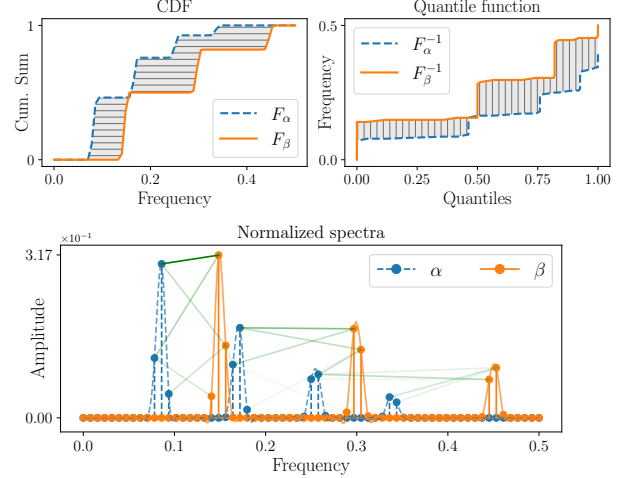 CDF
Quantile function
1
0
0.0
0.2
0.4
Cum. Sum
Frequency
F_α
F_β
0.5
0.0
0.00
0.25
0.50
0.75
1.00
Frequency
Quantiles
F_α^{-1}
F_β^{-1}
Normalized spectra
×10^{-1}
3.17
0.00
Amplitude
α
β
0.0
0.1
0.2
0.3
0.4
0.5
Frequency